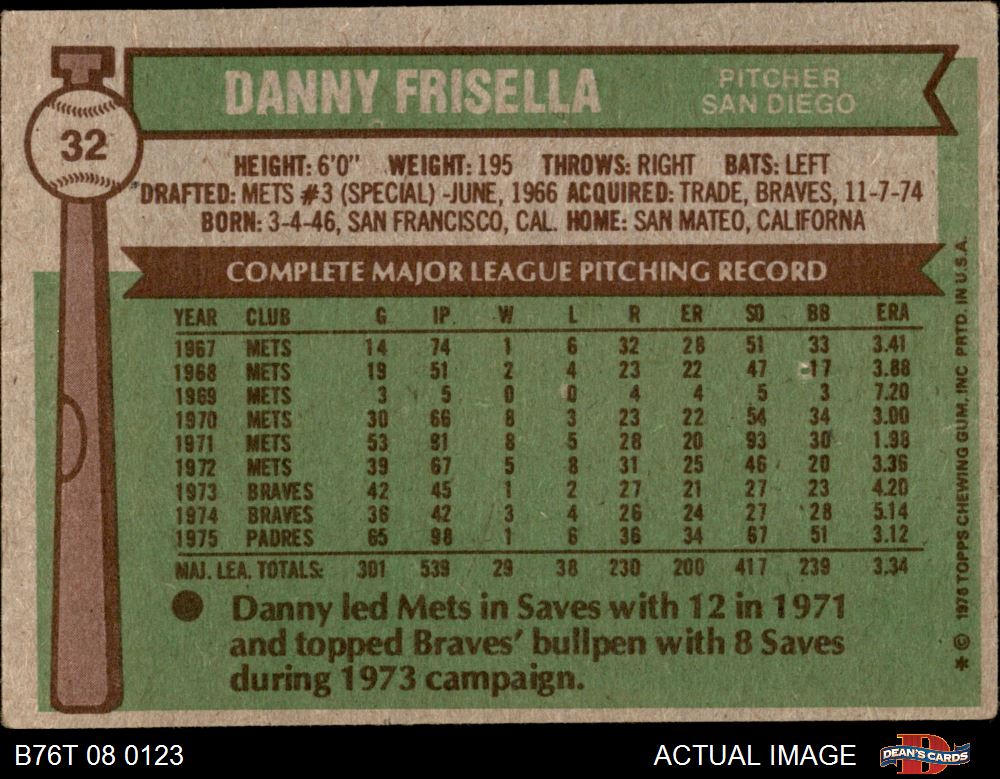 DANNY FRISELLA
PITCHER
SAN DIEGO
32
HEIGHT: 6'0" WEIGHT: 195 THROWS: RIGHT BATS: LEFT
DRAFTED: METS #3 (SPECIAL) -JUNE, 1966 ACQUIRED: TRADE, BRAVES, 11-7-74
BORN: 3-4-46, SAN FRANCISCO, CAL. HOME: SAN MATEO, CALIFORNA
COMPLETE MAJOR LEAGUE PITCHING RECORD
YEAR CLUB G IP W L R ER SO BB ERA
1967 METS 14 74 1 6 32 28 51 33 3.41
1968 METS 19 51 2 4 23 22 47 17 3.88
1969 METS 3 5 0 0 4 4 5 3 7.20
1970 METS 30 66 8 3 23 22 54 34 3.00
1971 METS 53 91 8 5 28 20 93 30 1.98
1972 METS 39 67 5 8 31 25 46 20 3.36
1973 BRAVES 42 45 1 2 27 21 27 23 4.20
1974 BRAVES 36 42 3 4 26 24 27 28 5.14
1975 PADRES 65 98 1 6 36 34 67 51 3.12
MAJ. LEA. TOTALS: 301 539 29 38 230 200 417 239 3.34
Danny led Mets in Saves with 12 in 1971
and topped Braves' bullpen with 8 Saves
during 1973 campaign.
* © 1976 TOPPS CHEWING GUM, INC PRTD. IN U.S.A.
B76T 08 0123 ACTUAL IMAGE DEAN'S CARDS